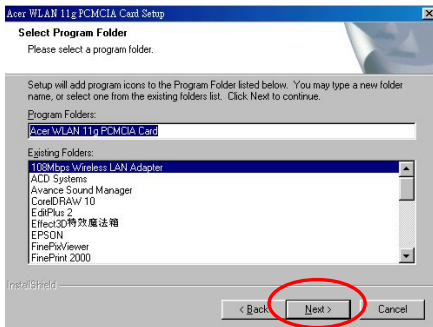 Acer WLAN 11g PCMCIA Card Setup
Select Program Folder
Please select a program folder.
Setup will add program icons to the Program Folder listed below. You may type a new folder
name, or select one from the existing folders list. Click Next to continue.
Program Folders:
Acer WLAN 11g PCMCIA Card
Existing Folders:
108Mbps Wireless LAN Adapter
ACD Systems
Avance Sound Manager
CorelDRAW 10
EditPlus 2
Effect3D特效魔法箱
EPSON
FinePixViewer
FinePrint 2000
InstallShield
< Back
Next >
Cancel